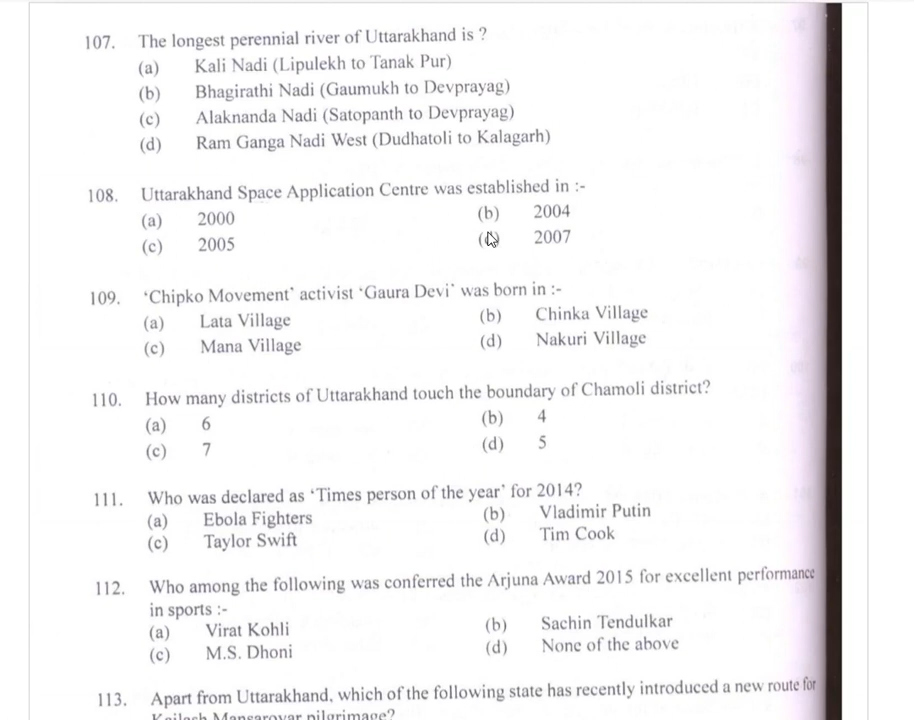 107. The longest perennial river of Uttarakhand is ?
(a) Kali Nadi (Lipulekh to Tanak Pur)
(b) Bhagirathi Nadi (Gaumukh to Devprayag)
(c) Alaknanda Nadi (Satopanth to Devprayag)
(d) Ram Ganga Nadi West (Dudhatoli to Kalagarh)
108. Uttarakhand Space Application Centre was established in :-
(a) 2000 (b) 2004
(c) 2005 2007
109. ‘Chipko Movement’ activist ‘Gaura Devi’ was born in :-
(a) Lata Village (b) Chinka Village
(c) Mana Village (d) Nakuri Village
110. How many districts of Uttarakhand touch the boundary of Chamoli district?
(a) 6 (b) 4
(c) 7 (d) 5
111. Who was declared as ‘Times person of the year’ for 2014?
(a) Ebola Fighters (b) Vladimir Putin
(c) Taylor Swift (d) Tim Cook
112. Who among the following was conferred the Arjuna Award 2015 for excellent performance
in sports :-
(a) Virat Kohli (b) Sachin Tendulkar
(c) M.S. Dhoni (d) None of the above
113. Apart from Uttarakhand, which of the following state has recently introduced a new route for
Kailash Mansarovar pilgrimage?